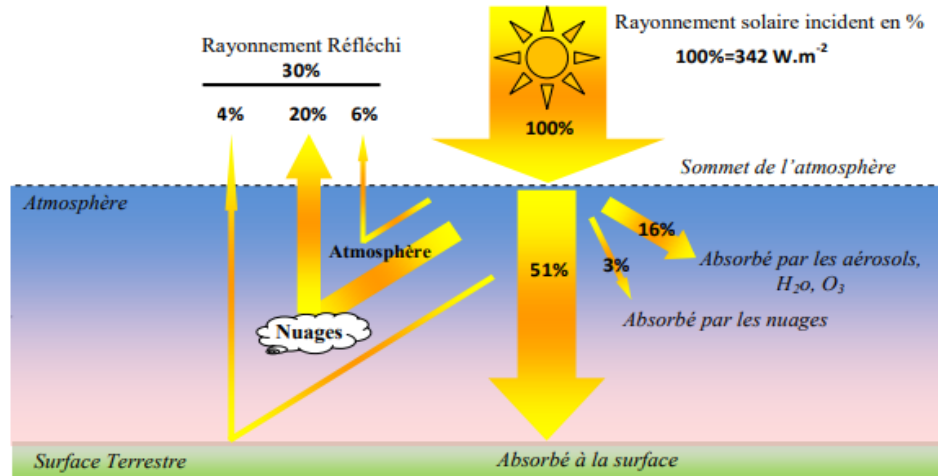 Rayonnement solaire incident en %
100%=342 W.m⁻²
Rayonnement Réfléchi
30%
4% 20% 6%
100%
Sommet de l'atmosphère
Atmosphère
Atmosphère
51%
16%
3%
Absorbé par les aérosols,
H₂o, O₃
Absorbé par les nuages
Nuages
Surface Terrestre
Absorbé à la surface